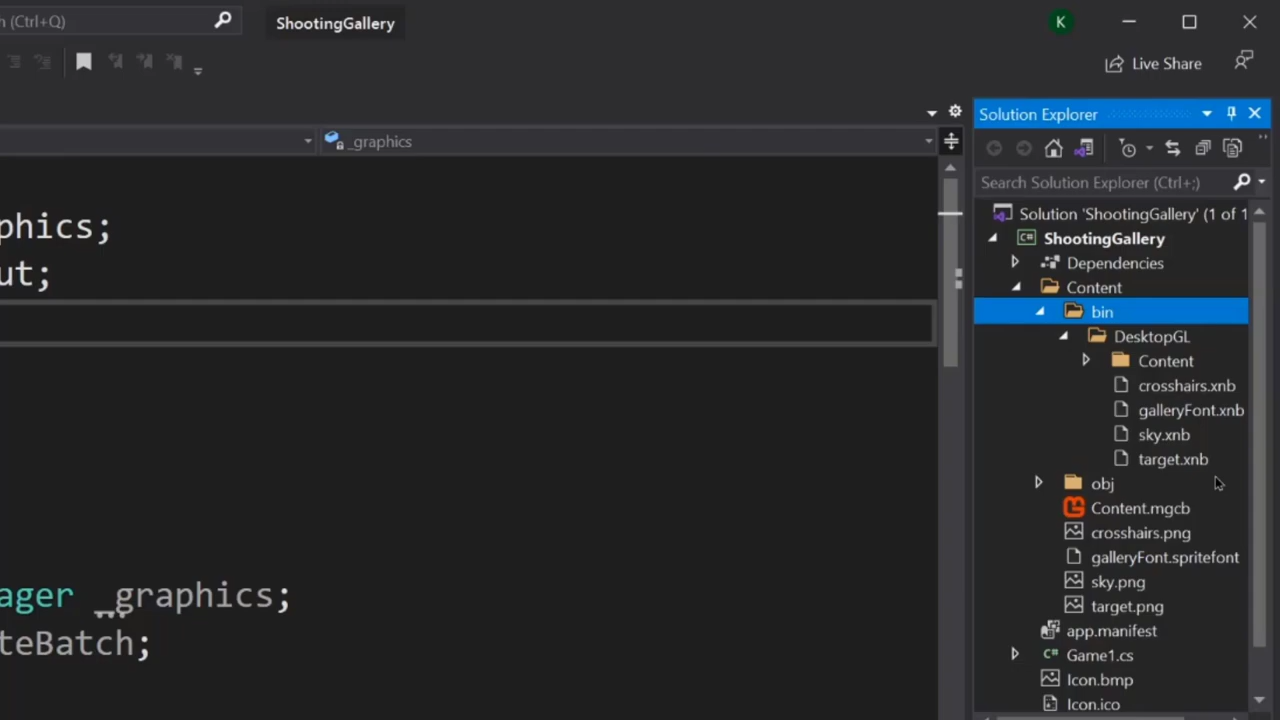 h (Ctrl+Q)
ShootingGallery
K
Live Share
_graphics
Solution Explorer
Search Solution Explorer (Ctrl+;)
Solution 'ShootingGallery' (1 of 1
C# ShootingGallery
Dependencies
Content
bin
DesktopGL
Content
crosshairs.xnb
galleryFont.xnb
sky.xnb
target.xnb
obj
Content.mgcb
crosshairs.png
galleryFont.spritefont
sky.png
target.png
app.manifest
C# Game1.cs
Icon.bmp
Icon.ico
phics;
ut;
ager _graphics;
teBatch;